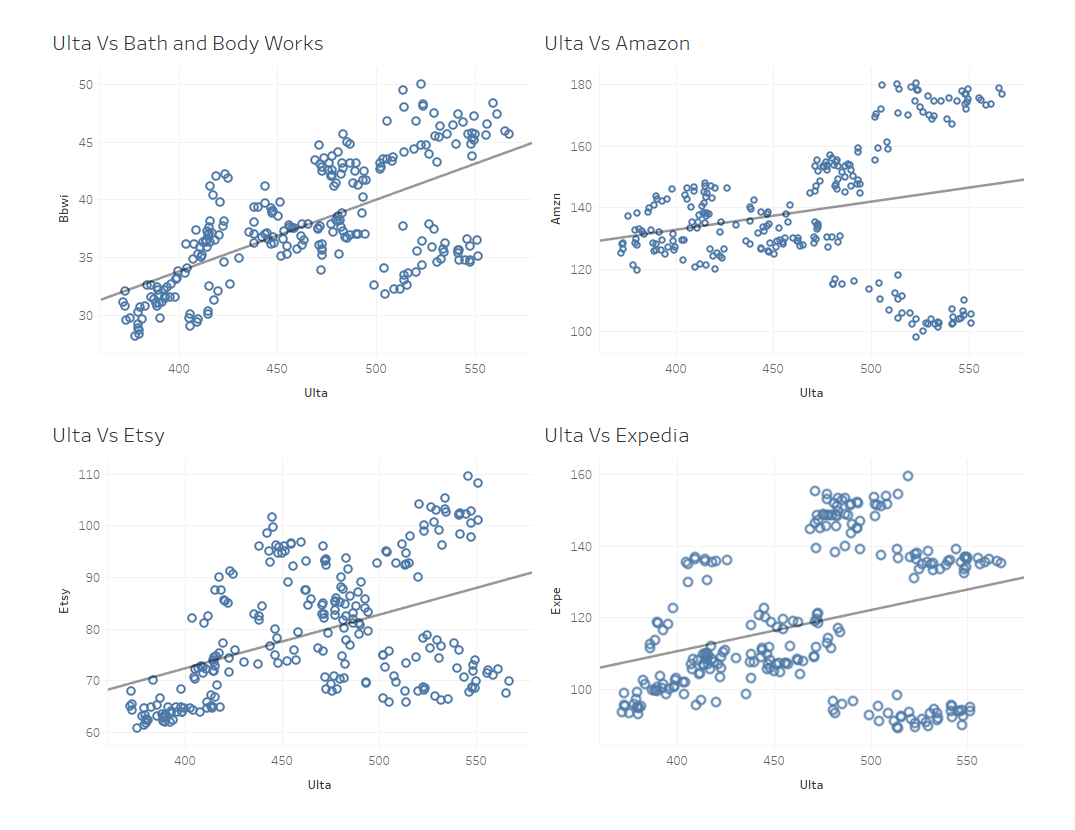 Ulta Vs Bath and Body Works
50
45
40
35
30
Bbwi
400 450 500 550
Ulta
Ulta Vs Amazon
180
160
140
120
100
Amzn
400 450 500 550
Ulta
Ulta Vs Etsy
110
100
90
80
70
60
Etsy
400 450 500 550
Ulta
Ulta Vs Expedia
160
140
120
100
Expe
400 450 500 550
Ulta